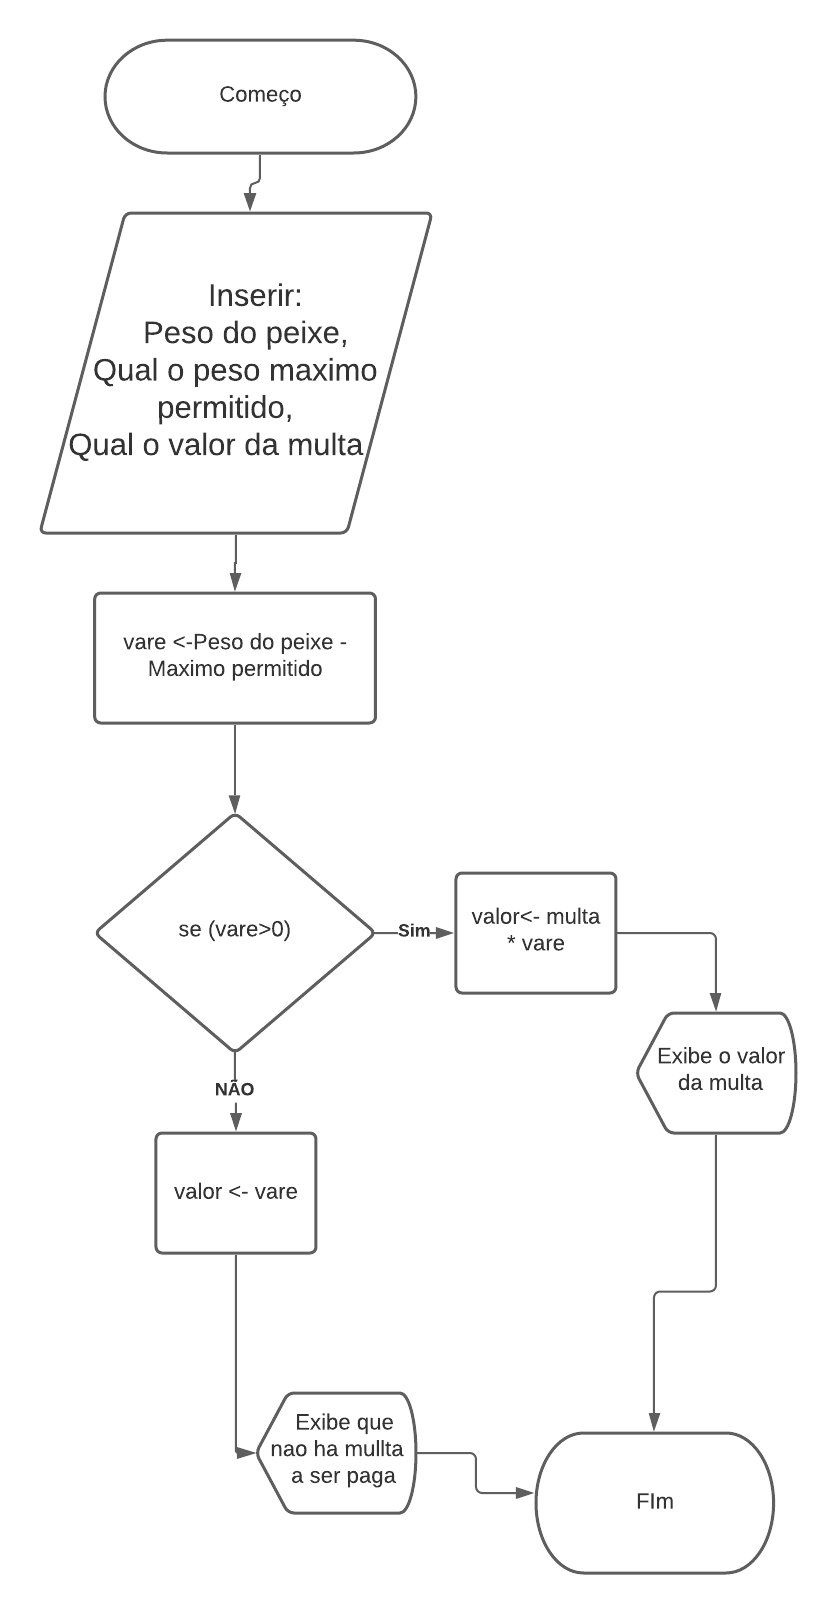 Começo
Inserir:
Peso do peixe,
Qual o peso maximo
permitido,
Qual o valor da multa
vare <-Peso do peixe -
Maximo permitido
se (vare>0)
Sim
valor<- multa
* vare
Exibe o valor
da multa
NÃO
valor <- vare
Exibe que
nao ha mullta
a ser paga
FIm